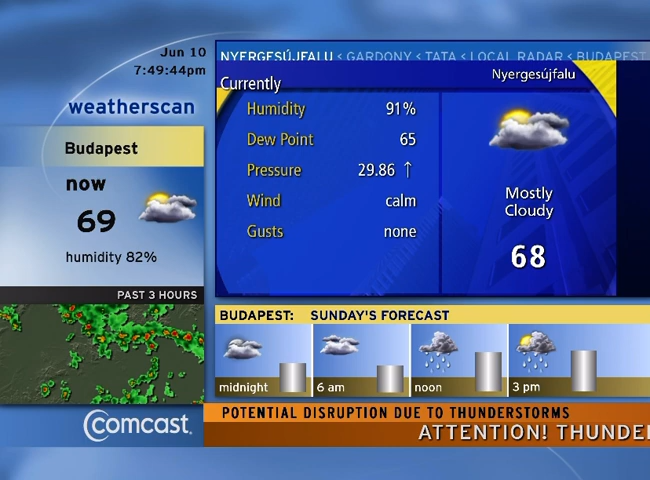 Jun 10
7:49:44pm
weatherscan
Budapest
now
69
humidity 82%
PAST 3 HOURS
comcast.
NYERGESÚJFALU < GARDONY < TATA < LOCAL RADAR < BUDAPEST
Currently
Nyergesújfalu
Humidity 91%
Dew Point 65
Pressure 29.86 ↑
Wind calm
Gusts none
Mostly
Cloudy
68
BUDAPEST: SUNDAY'S FORECAST
midnight
6 am
noon
3 pm
POTENTIAL DISRUPTION DUE TO THUNDERSTORMS
ATTENTION! THUNDE